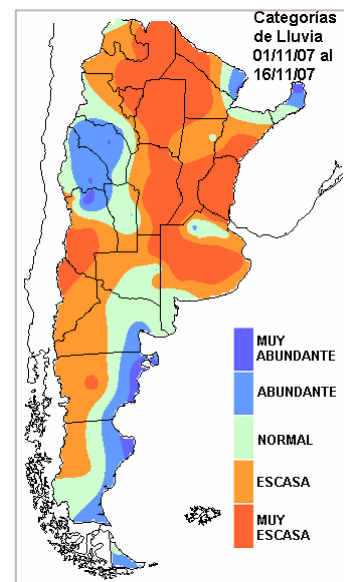 Categorías
de Lluvia
01/11/07 al
16/11/07
MUY
ABUNDANTE
ABUNDANTE
NORMAL
ESCASA
MUY
ESCASA